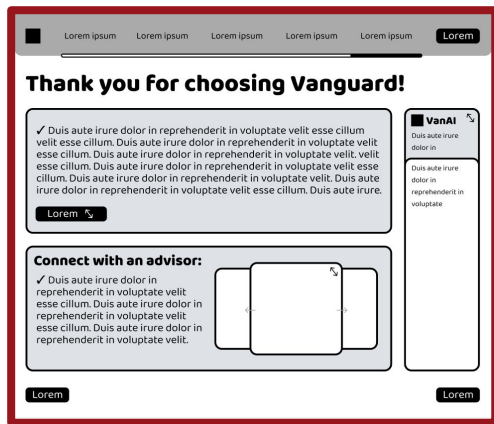 Lorem ipsum Lorem ipsum Lorem ipsum Lorem ipsum Lorem ipsum Lorem
Thank you for choosing Vanguard!
✓ Duis aute irure dolor in reprehenderit in voluptate velit esse cillum
velit esse cillum. Duis aute irure dolor in reprehenderit in voluptate velit
esse cillum. Duis aute irure dolor in reprehenderit in voluptate velit. velit
esse cillum. Duis aute irure dolor in reprehenderit in voluptate velit esse
cillum. Duis aute irure dolor in reprehenderit in voluptate velit. Duis aute
irure dolor in reprehenderit in voluptate velit esse cillum. Duis aute irure.
Lorem
VanAI
Duis aute irure
dolor in
Duis aute irure
dolor in
reprehenderit in
voluptate
Connect with an advisor:
✓ Duis aute irure dolor in
reprehenderit in voluptate velit
esse cillum. Duis aute irure dolor in
reprehenderit in voluptate velit
esse cillum. Duis aute irure dolor in
reprehenderit in voluptate velit.
Lorem
Lorem